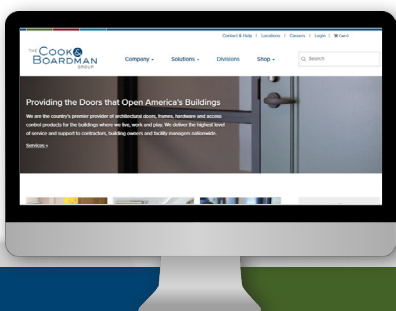 Contact & Help | Locations | Careers | Login | Cart
THE COOK & BOARDMAN GROUP
Company Solutions Divisions Shop Search
Providing the Doors that Open America's Buildings
We are the country's premier provider of architectural doors, frames, hardware and access
control products for the buildings where we live, work and play. We deliver the highest level
of service and support to contractors, building owners and facility managers nationwide.
Services »